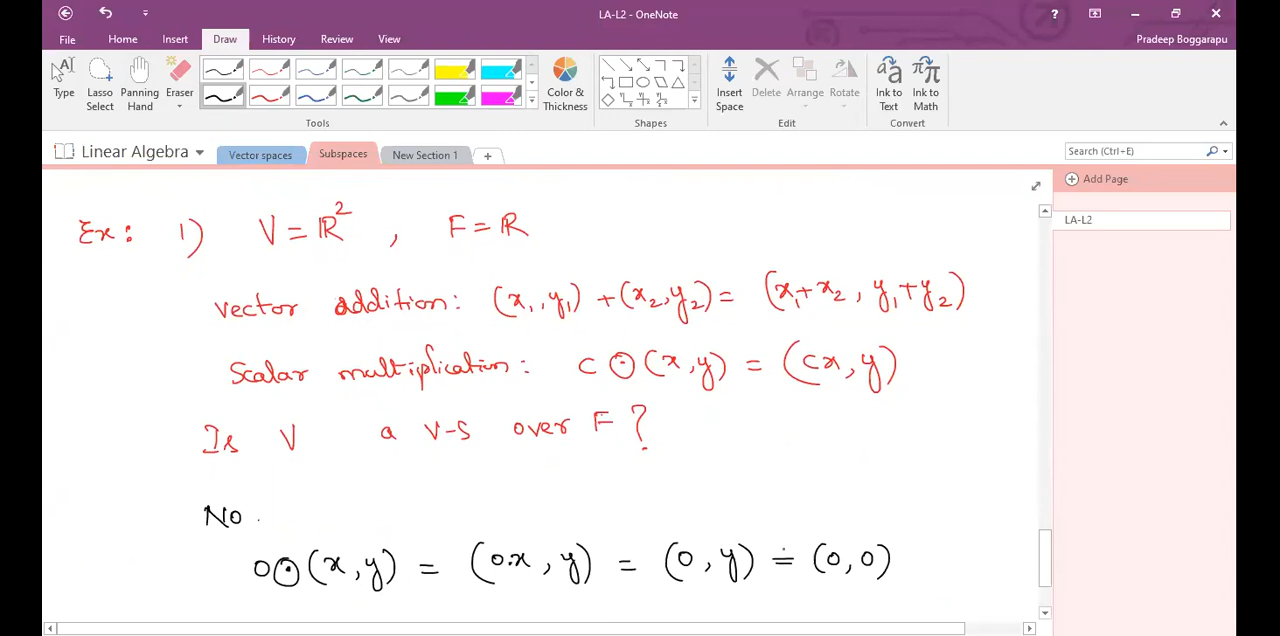 LA-L2 - OneNote
?
File Home Insert Draw History Review View
Pradeep Boggarapu
Type Lasso Select Panning Hand Eraser
Color & Thickness
Insert Space Delete Arrange Rotate
Ink to Text Ink to Math
Tools Shapes Edit Convert
Linear Algebra Vector spaces Subspaces New Section 1 +
Search (Ctrl+E)
Add Page
LA-L2
Ex: 1) V = ℝ², F = ℝ
vector addition: (x₁, y₁) + (x₂, y₂) = (x₁+x₂, y₁+y₂)
Scalar multiplication: c ⊙ (x, y) = (cx, y)
Is V a V-S over F ?
No.
0 ⊙ (x, y) = (0.x, y) = (0, y) ≐ (0, 0)